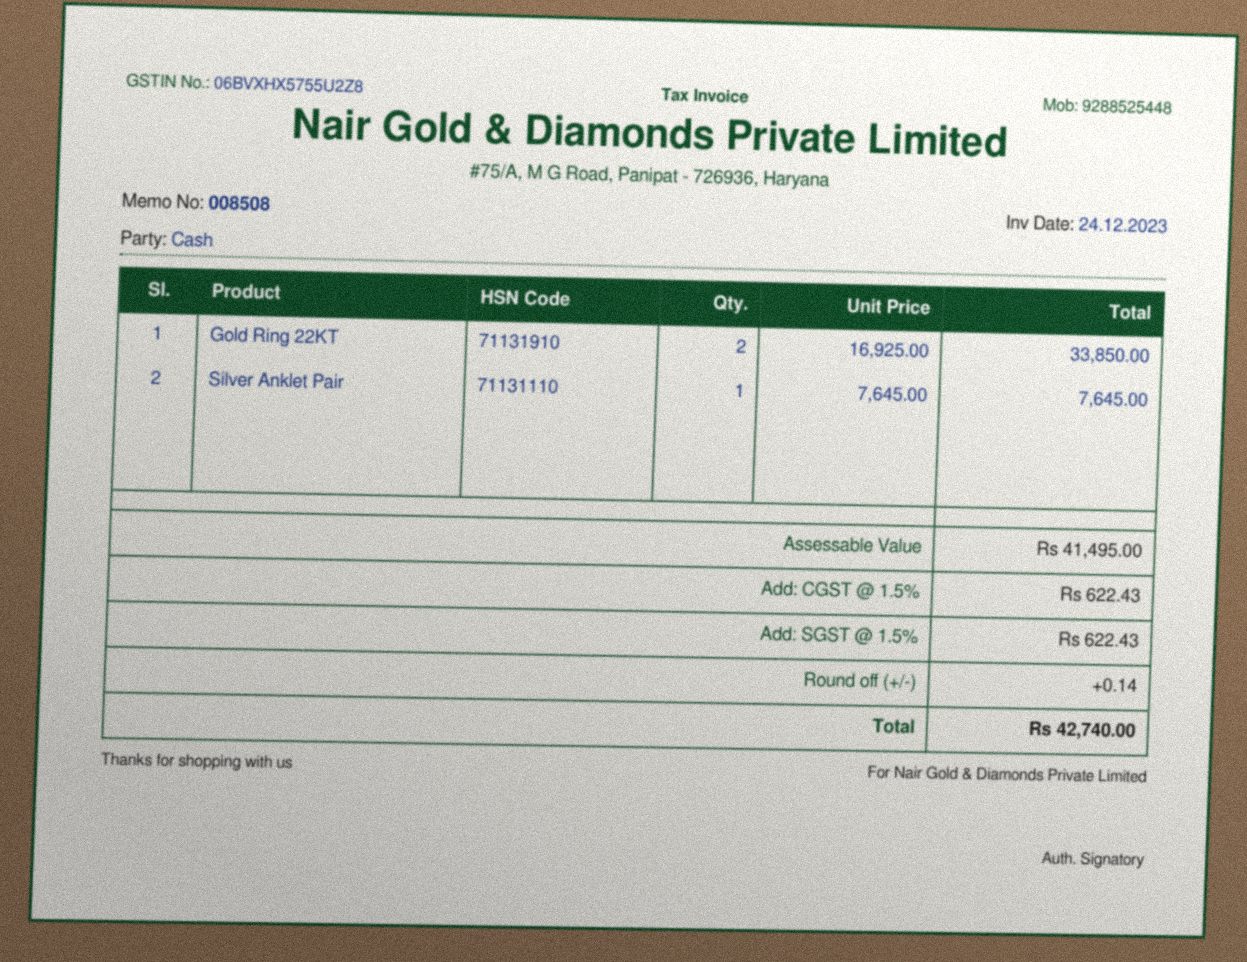 GSTIN No.: 06BVXHX5755U2Z8
Tax Invoice
Mob: 9288525448
Nair Gold & Diamonds Private Limited
#75/A, M G Road, Panipat - 726936, Haryana
Memo No: 008508
Inv Date: 24.12.2023
Party: Cash
Sl. Product HSN Code Qty. Unit Price Total
1 Gold Ring 22KT 71131910 2 16,925.00 33,850.00
2 Silver Anklet Pair 71131110 1 7,645.00 7,645.00
Assessable Value Rs 41,495.00
Add: CGST @ 1.5% Rs 622.43
Add: SGST @ 1.5% Rs 622.43
Round off (+/-) +0.14
Total Rs 42,740.00
Thanks for shopping with us
For Nair Gold & Diamonds Private Limited
Auth. Signatory